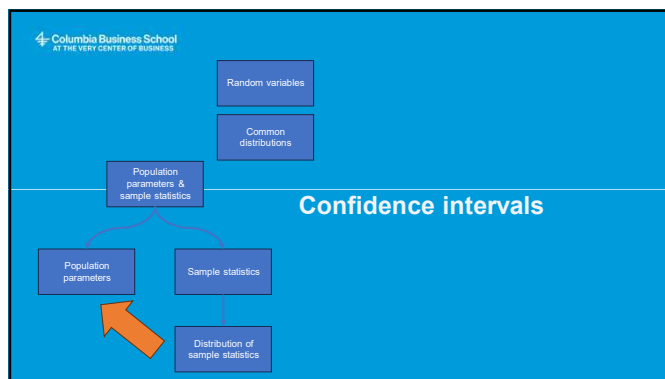 Columbia Business School
AT THE VERY CENTER OF BUSINESS
Random variables
Common
distributions
Population
parameters &
sample statistics
Confidence intervals
Population
parameters
Sample statistics
Distribution of
sample statistics